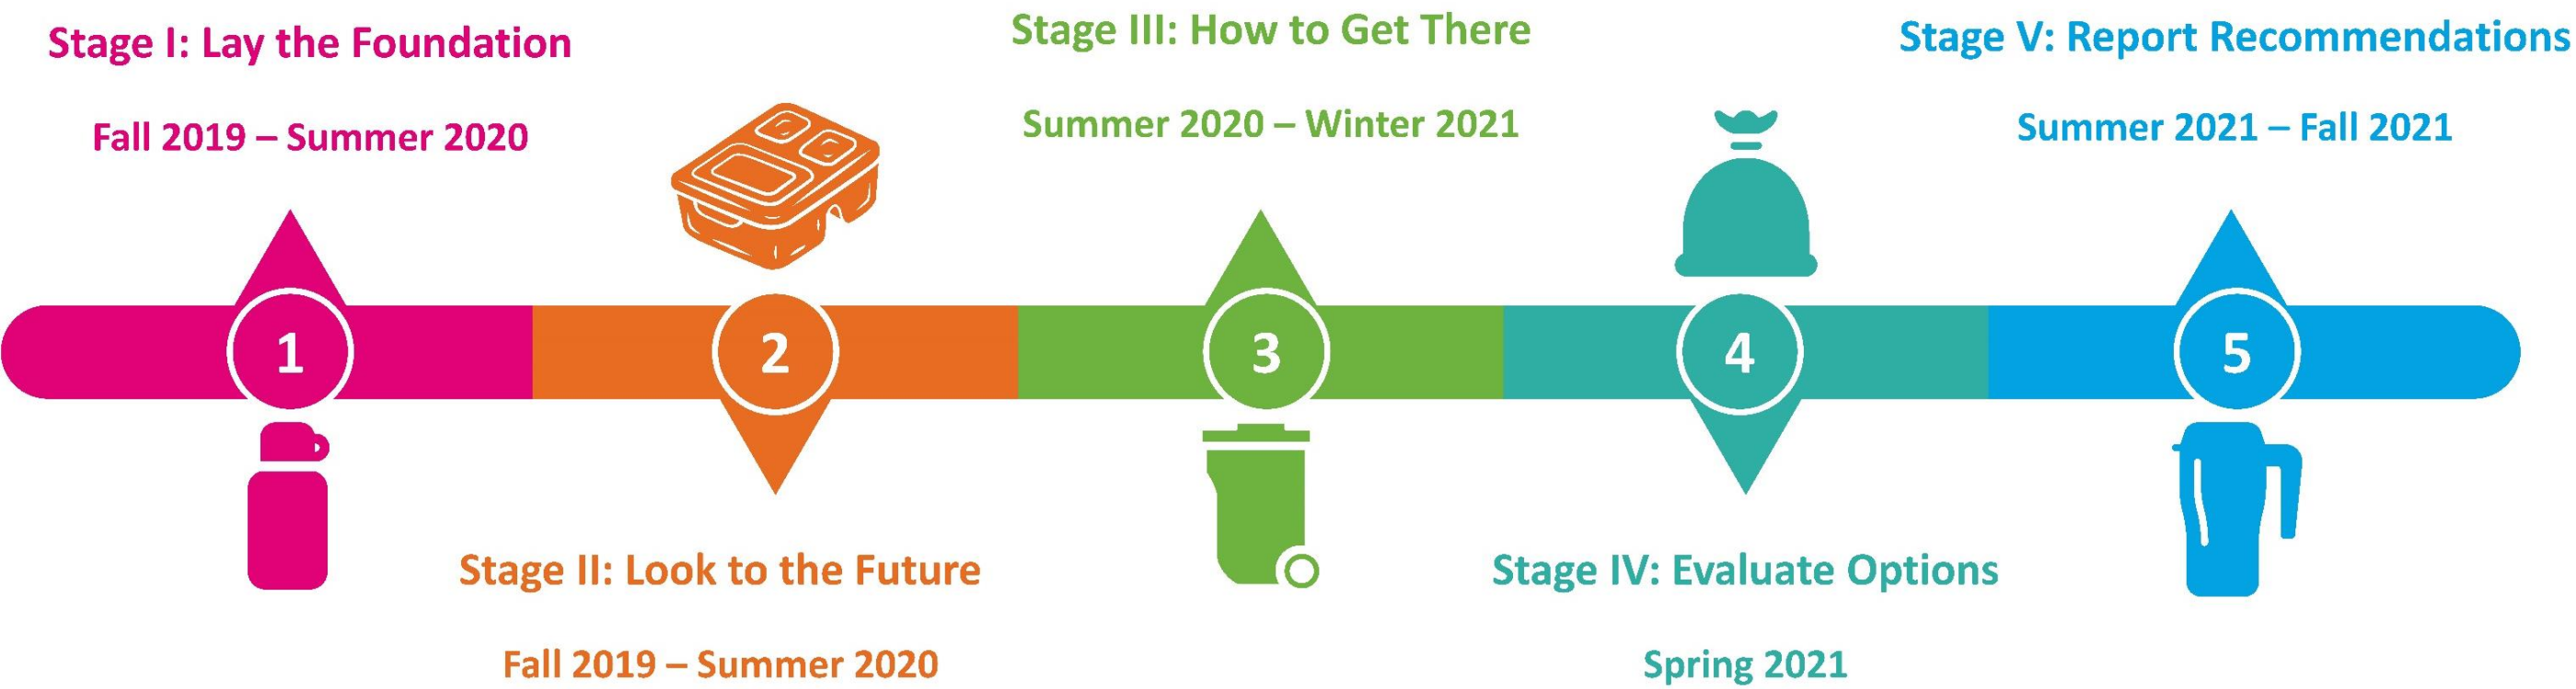 Stage I: Lay the Foundation
Fall 2019 – Summer 2020
1
Stage II: Look to the Future
Fall 2019 – Summer 2020
2
Stage III: How to Get There
Summer 2020 – Winter 2021
3
Stage IV: Evaluate Options
Spring 2021
4
Stage V: Report Recommendations
Summer 2021 – Fall 2021
5